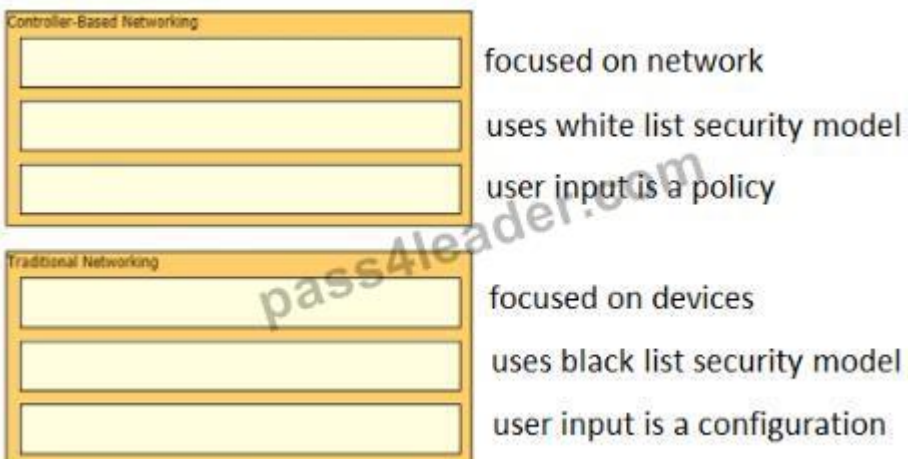 Controller-Based Networking
focused on network
uses white list security model
user input is a policy
pass4leader.com
Traditional Networking
focused on devices
uses black list security model
user input is a configuration